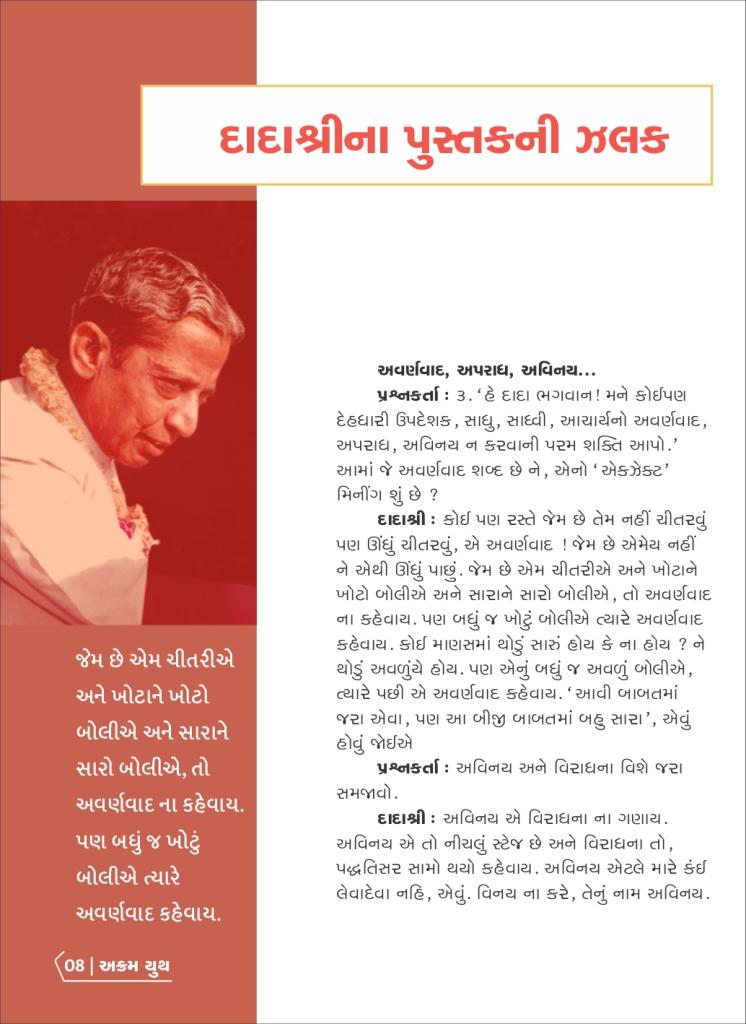 દાદાશ્રીના પુસ્તકની ઝલક
અવર્ણવાદ, અપરાધ, અવિનય...
પ્રશ્નકર્તા : ૩. ‘હે દાદા ભગવાન! મને કોઈપણ
દેહધારી ઉપદેશક, સાધુ, સાધ્વી, આચાર્યનો અવર્ણવાદ,
અપરાધ, અવિનય ન કરવાની પરમ શક્તિ આપો.’
આમાં જે અવર્ણવાદ શબ્દ છે ને, એનો ‘એક્ઝેક્ટ’
મિનીંગ શું છે ?
દાદાશ્રી : કોઈ પણ રસ્તે જેમ છે તેમ નહીં ચીતરવું
પણ ઊંધું ચીતરવું, એ અવર્ણવાદ ! જેમ છે એમેય નહીં
ને એથી ઊંધું પાછું. જેમ છે એમ ચીતરીએ અને ખોટાને
ખોટો બોલીએ અને સારાને સારો બોલીએ, તો અવર્ણવાદ
ના કહેવાય. પણ બધું જ ખોટું બોલીએ ત્યારે અવર્ણવાદ
કહેવાય. કોઈ માણસમાં થોડું સારું હોય કે ના હોય ? ને
થોડું અવળુંયે હોય. પણ એનું બધું જ અવળું બોલીએ,
ત્યારે પછી એ અવર્ણવાદ કહેવાય. ‘આવી બાબતમાં
જરા એવા, પણ આ બીજી બાબતમાં બહુ સારા’, એવું
હોવું જોઈએ
પ્રશ્નકર્તા : અવિનય અને વિરાધના વિશે જરા
સમજાવો.
દાદાશ્રી : અવિનય એ વિરાધના ના ગણાય.
અવિનય એ તો નીચલું સ્ટેજ છે અને વિરાધના તો,
પદ્ધતિસર સામો થયો કહેવાય. અવિનય એટલે મારે કંઈ
લેવાદેવા નહિ, એવું. વિનય ના કરે, તેનું નામ અવિનય.
જેમ છે એમ ચીતરીએ
અને ખોટાને ખોટો
બોલીએ અને સારાને
સારો બોલીએ, તો
અવર્ણવાદ ના કહેવાય.
પણ બધું જ ખોટું
બોલીએ ત્યારે
અવર્ણવાદ કહેવાય.
08 | અક્રમ યુથ